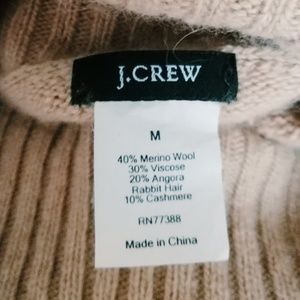 J.CREW
M
40% Merino Wool
30% Viscose
20% Angora
Rabbit Hair
10% Cashmere
RN77388
Made in China